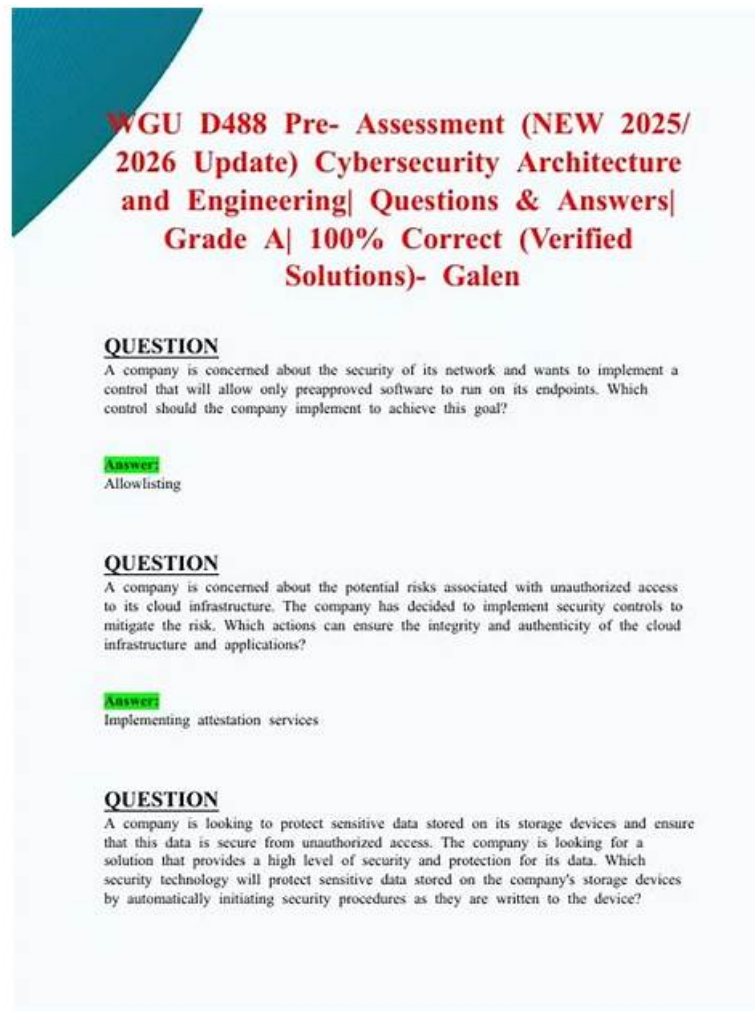 WGU D488 Pre- Assessment (NEW 2025/
2026 Update) Cybersecurity Architecture
and Engineering| Questions & Answers|
Grade A| 100% Correct (Verified
Solutions)- Galen
QUESTION
A company is concerned about the security of its network and wants to implement a
control that will allow only preapproved software to run on its endpoints. Which
control should the company implement to achieve this goal?
Answer:
Allowlisting
QUESTION
A company is concerned about the potential risks associated with unauthorized access
to its cloud infrastructure. The company has decided to implement security controls to
mitigate the risk. Which actions can ensure the integrity and authenticity of the cloud
infrastructure and applications?
Answer:
Implementing attestation services
QUESTION
A company is looking to protect sensitive data stored on its storage devices and ensure
that this data is secure from unauthorized access. The company is looking for a
solution that provides a high level of security and protection for its data. Which
security technology will protect sensitive data stored on the company's storage devices
by automatically initiating security procedures as they are written to the device?